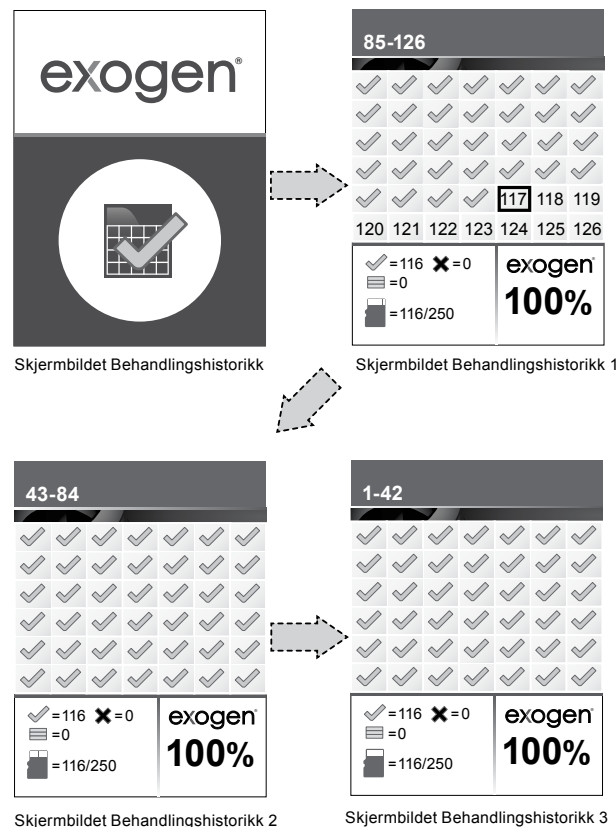 exogen®
Skjermbildet Behandlingshistorikk
85-126
117 118 119
120 121 122 123 124 125 126
=116 =0
=0
=116/250
exogen
100%
Skjermbildet Behandlingshistorikk 1
43-84
=116 =0
=0
=116/250
exogen
100%
Skjermbildet Behandlingshistorikk 2
1-42
=116 =0
=0
=116/250
exogen
100%
Skjermbildet Behandlingshistorikk 3